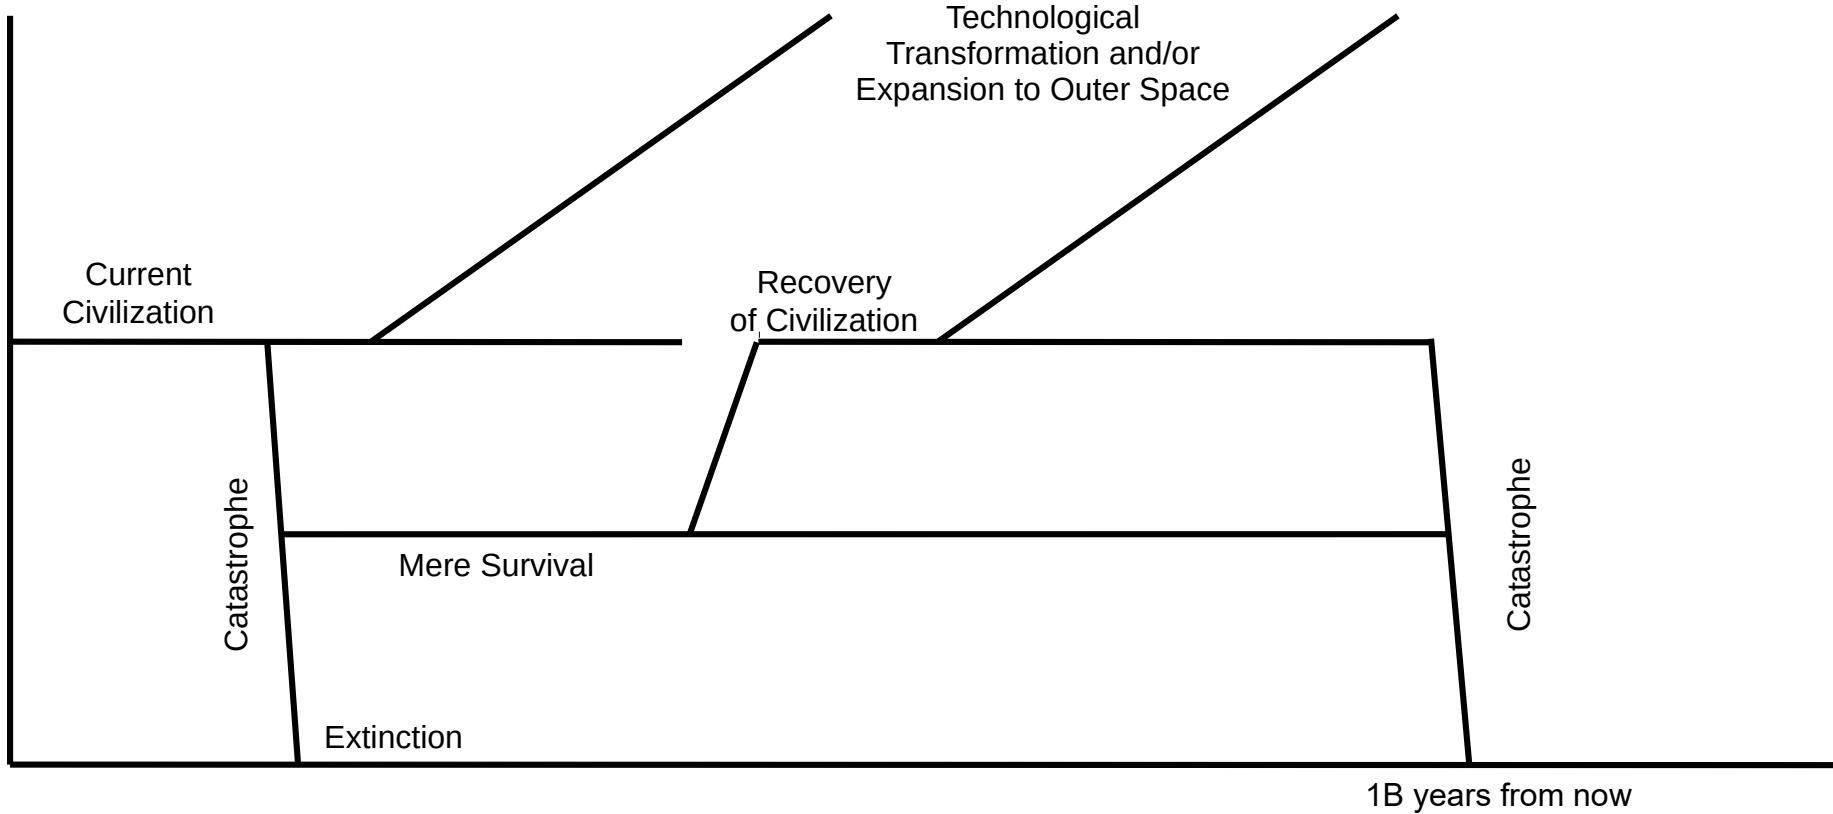 Technological
Transformation and/or
Expansion to Outer Space
Current
Civilization
Recovery
of Civilization
Catastrophe
Mere Survival
Catastrophe
Extinction
1B years from now